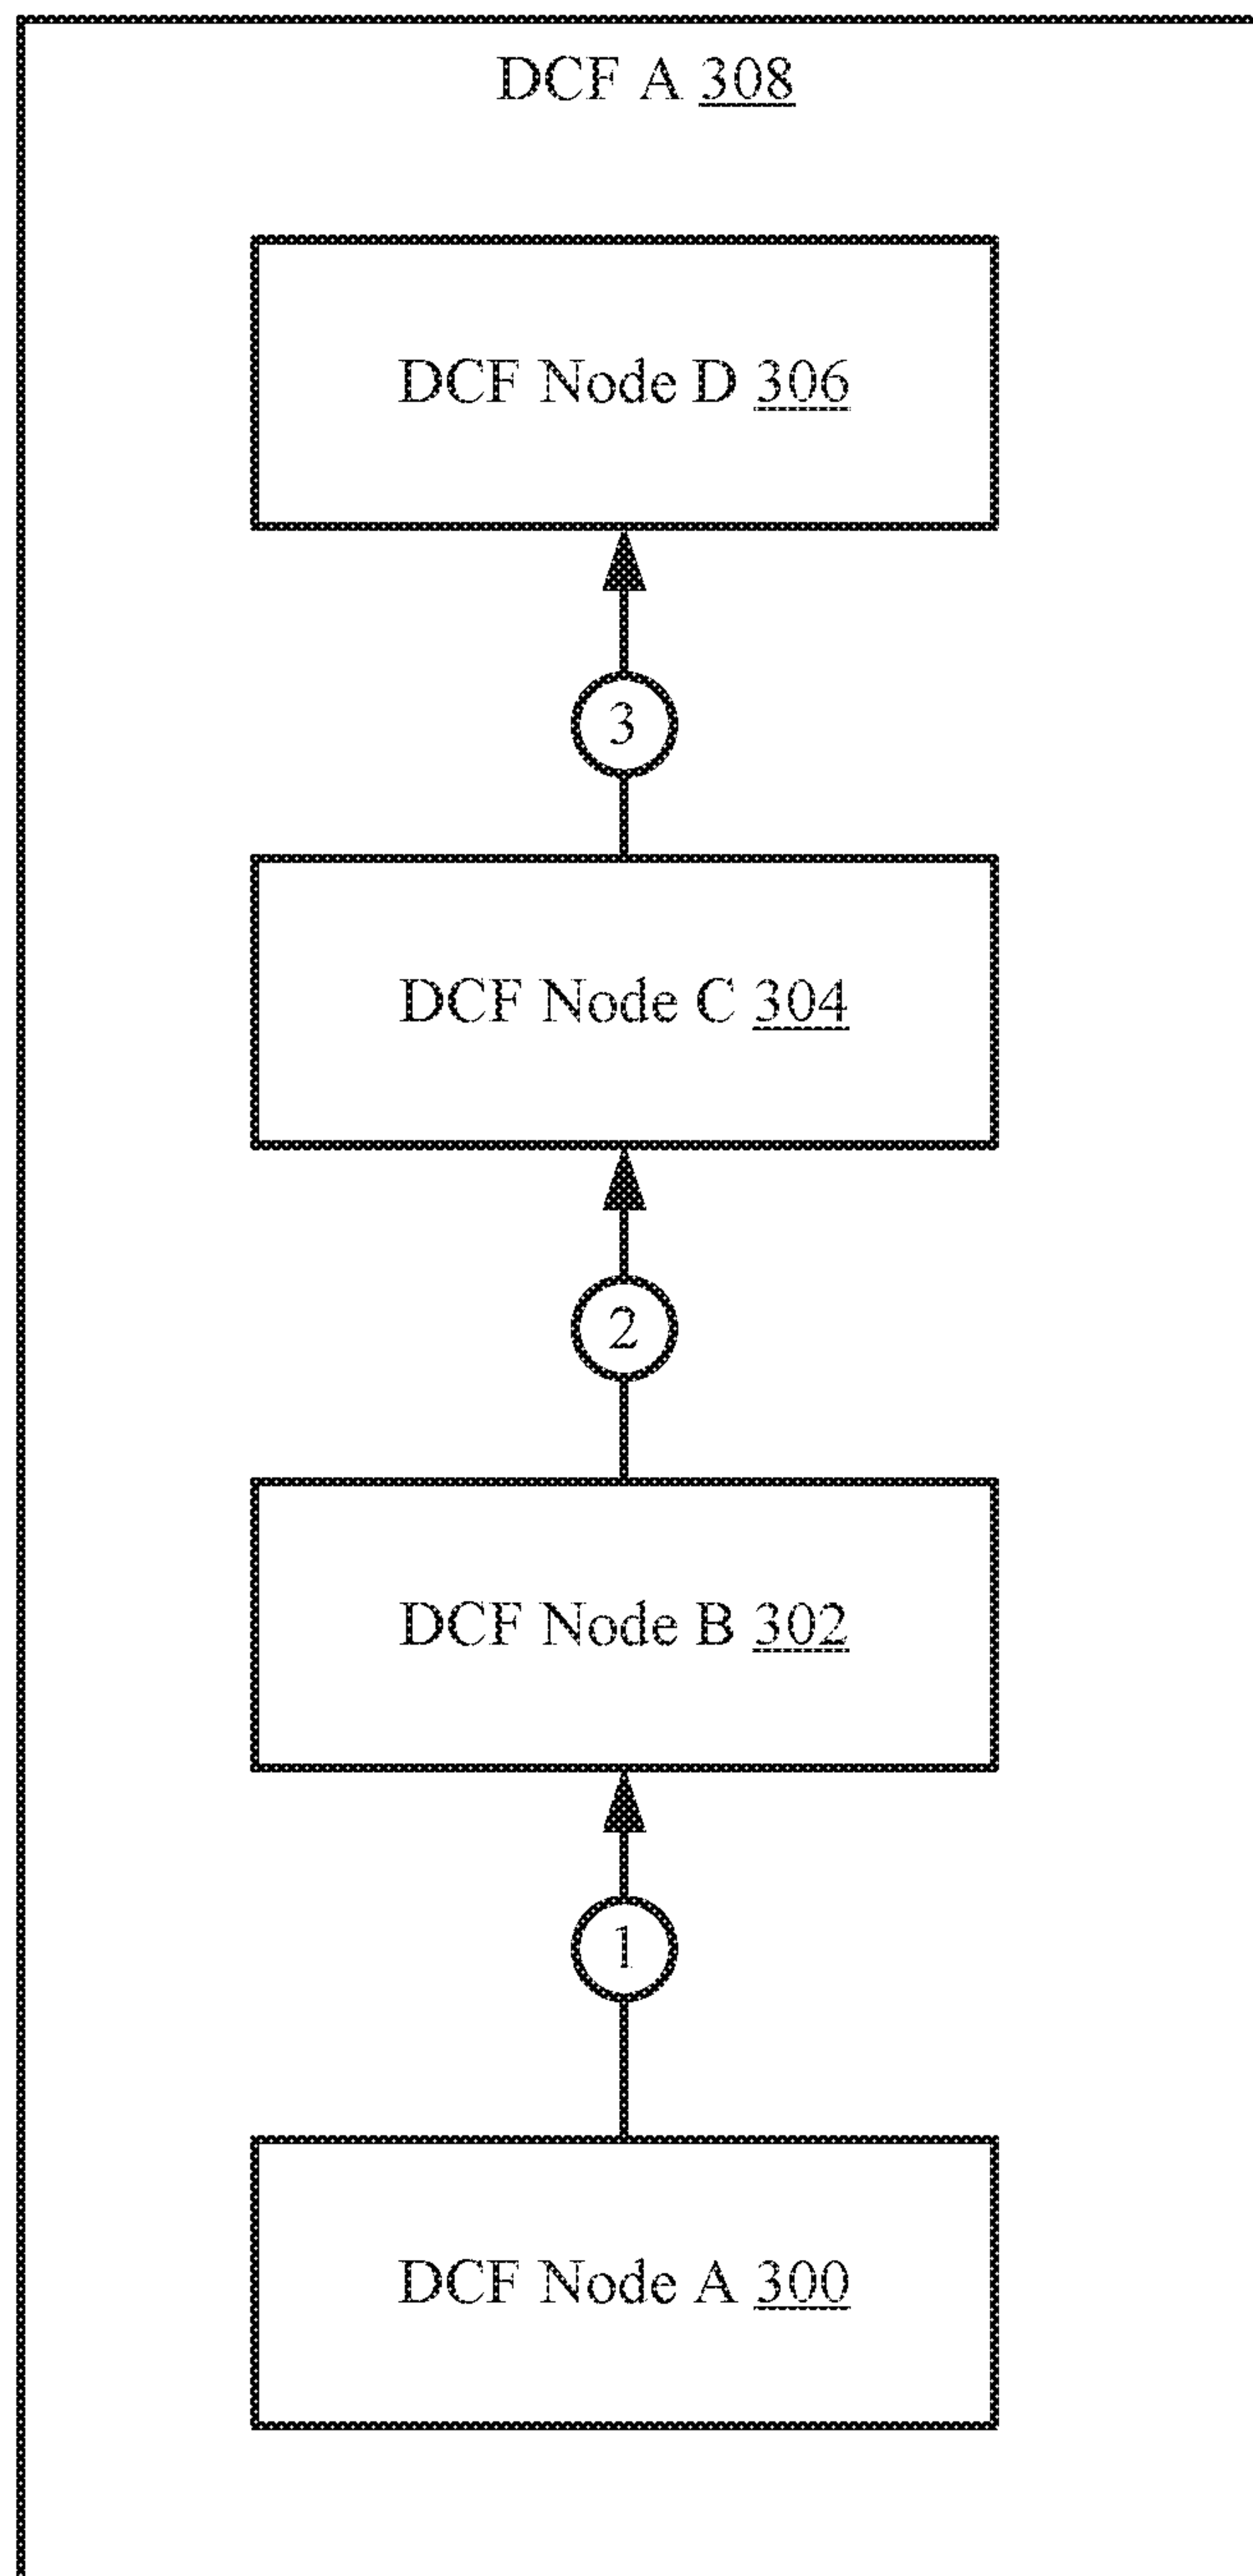 DCF A 308
DCF Node D 306
3
DCF Node C 304
2
DCF Node B 302
1
DCF Node A 300